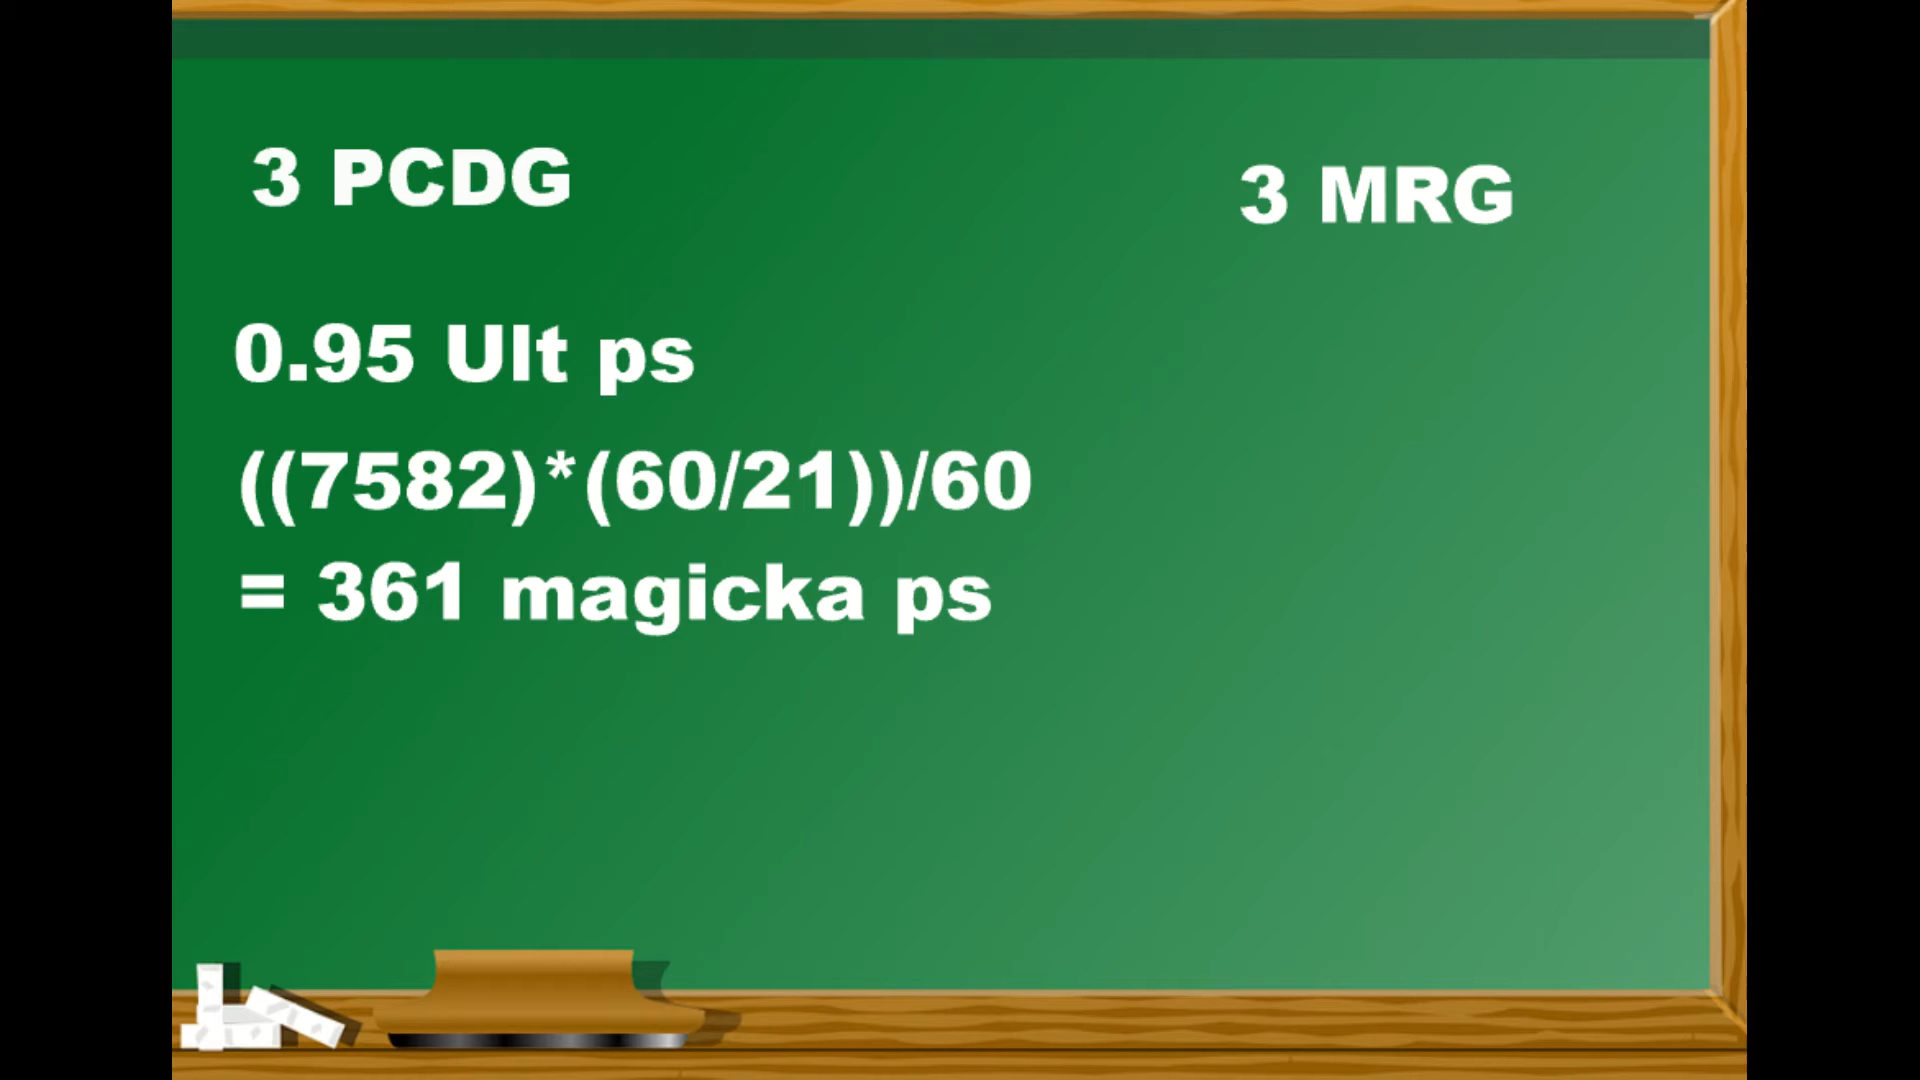 3 PCDG
3 MRG
0.95 Ult ps
((7582)*(60/21))/60
= 361 magicka ps